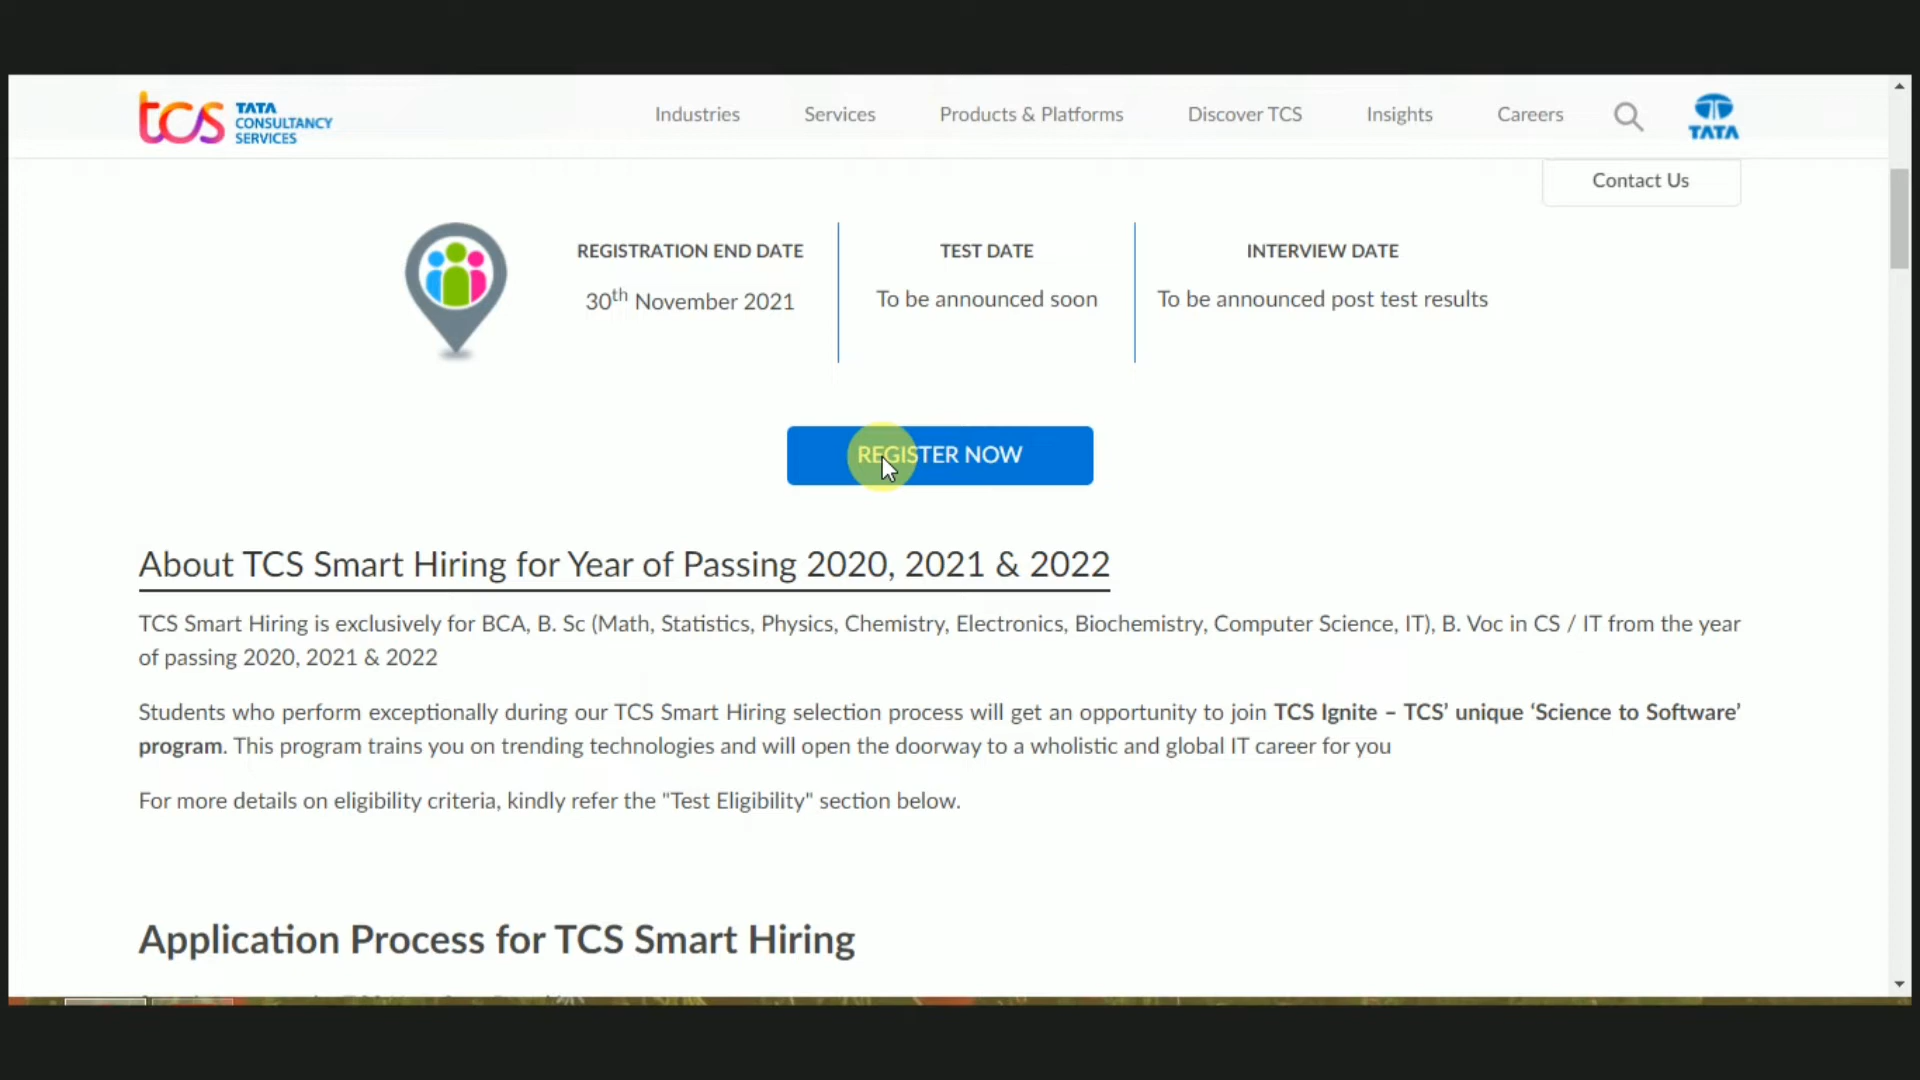 tcs TATA
CONSULTANCY
SERVICES
Industries Services Products & Platforms Discover TCS Insights Careers
TATA
Contact Us
REGISTRATION END DATE TEST DATE INTERVIEW DATE
30th November 2021 To be announced soon To be announced post test results
REGISTER NOW
About TCS Smart Hiring for Year of Passing 2020, 2021 & 2022
TCS Smart Hiring is exclusively for BCA, B. Sc (Math, Statistics, Physics, Chemistry, Electronics, Biochemistry, Computer Science, IT), B. Voc in CS / IT from the year
of passing 2020, 2021 & 2022
Students who perform exceptionally during our TCS Smart Hiring selection process will get an opportunity to join TCS Ignite – TCS’ unique ‘Science to Software’
program. This program trains you on trending technologies and will open the doorway to a wholistic and global IT career for you
For more details on eligibility criteria, kindly refer the "Test Eligibility" section below.
Application Process for TCS Smart Hiring